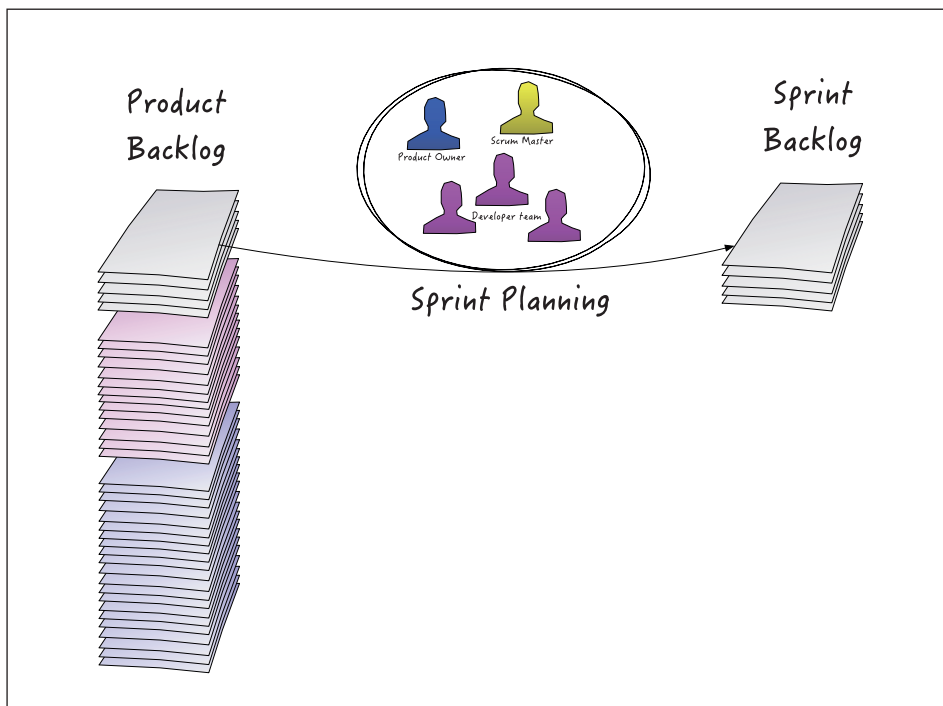 Product
Backlog
Product Owner
Scrum Master
Developer team
Sprint Planning
Sprint
Backlog